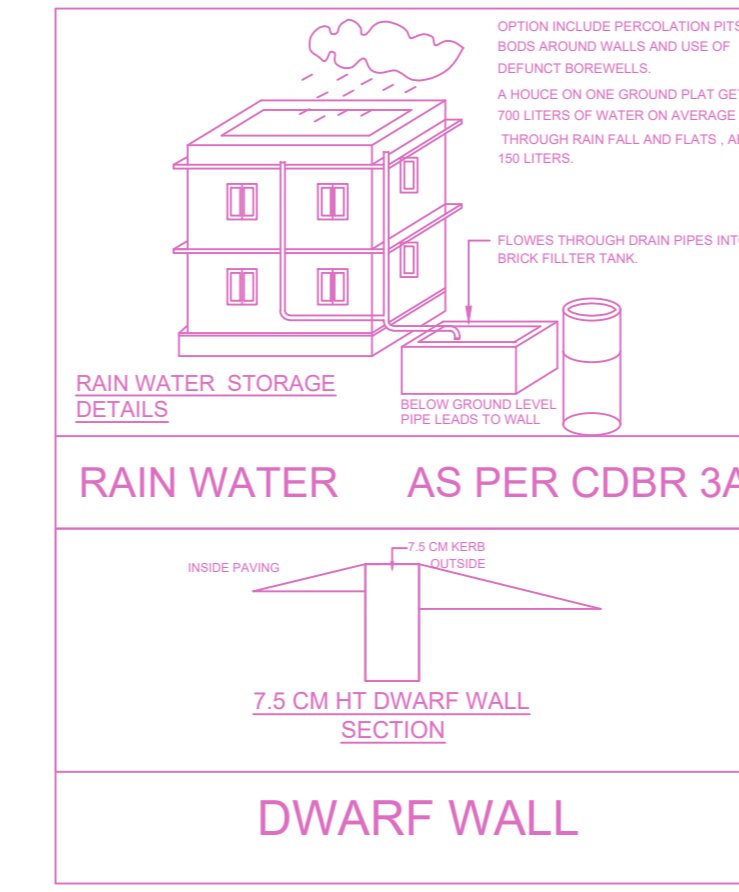 OPTION INCLUDE PERCOLATION PITS
BODS AROUND WALLS AND USE OF
DEFUNCT BOREWELLS.
A HOUCE ON ONE GROUND PLAT GET
700 LITERS OF WATER ON AVERAGE
THROUGH RAIN FALL AND FLATS , A
150 LITERS.
FLOWES THROUGH DRAIN PIPES INTO
BRICK FILLTER TANK.
RAIN WATER STORAGE
DETAILS
BELOW GROUND LEVEL
PIPE LEADS TO WALL
RAIN WATER AS PER CDBR 3A
7.5 CM KERB
INSIDE PAVING
OUTSIDE
7.5 CM HT DWARF WALL
SECTION
DWARF WALL